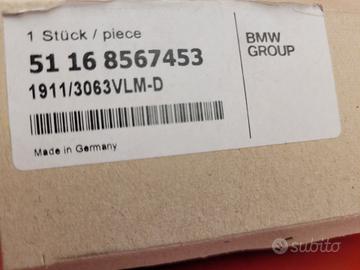 1 Stück / piece
BMW
GROUP
51 16 8567453
1911/3063VLM-D
Made in Germany
subito